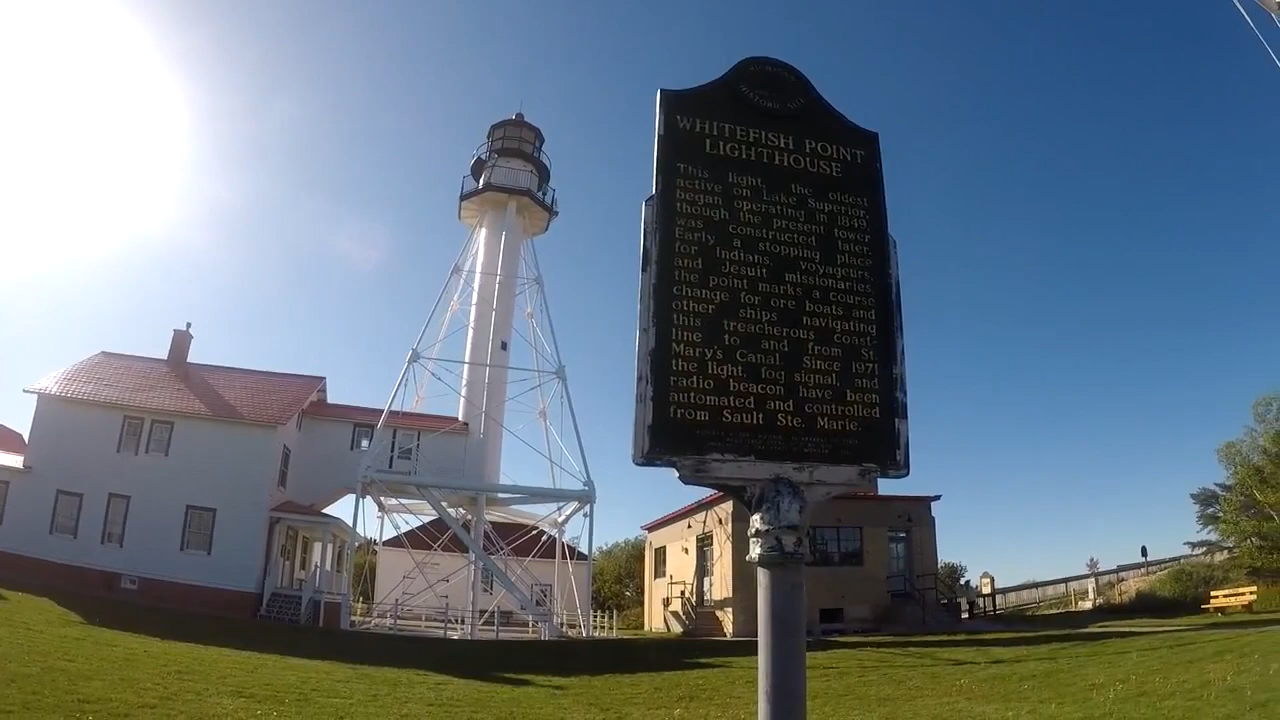 HISTORIC SITE
WHITEFISH POINT
LIGHTHOUSE
This light, the oldest
active on Lake Superior,
began operating in 1849,
though the present tower
was constructed later.
Early a stopping place
for Indians, voyageurs,
and Jesuit missionaries,
the point marks a course
change for ore boats and
other ships navigating
this treacherous coast-
line to and from St.
Mary's Canal. Since 1971
the light, fog signal, and
radio beacon have been
automated and controlled
from Sault Ste. Marie.